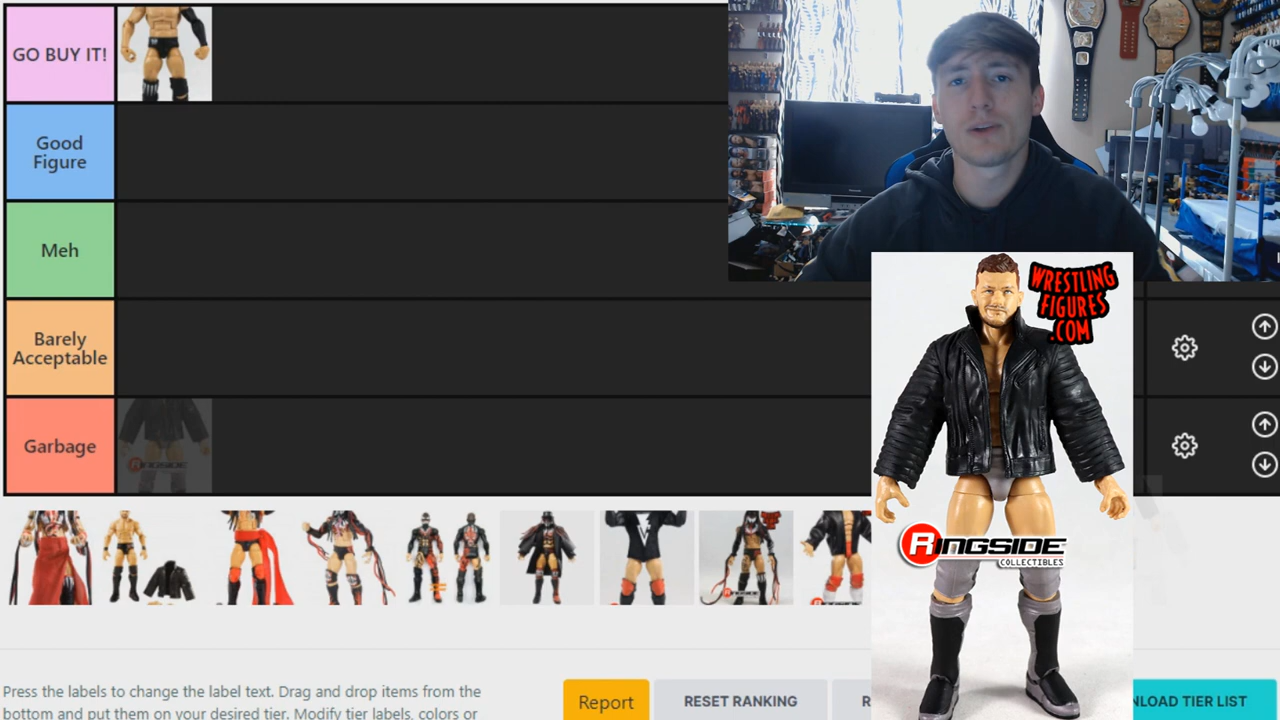 GO BUY IT!
Good
Figure
Meh
Barely
Acceptable
Garbage
WRESTLING
FIGURES
.COM
RINGSIDE
COLLECTIBLES
RINGSIDE
Press the labels to change the label text. Drag and drop items from the
bottom and put them on your desired tier. Modify tier labels, colors or
Report
RESET RANKING
R
NLOAD TIER LIST